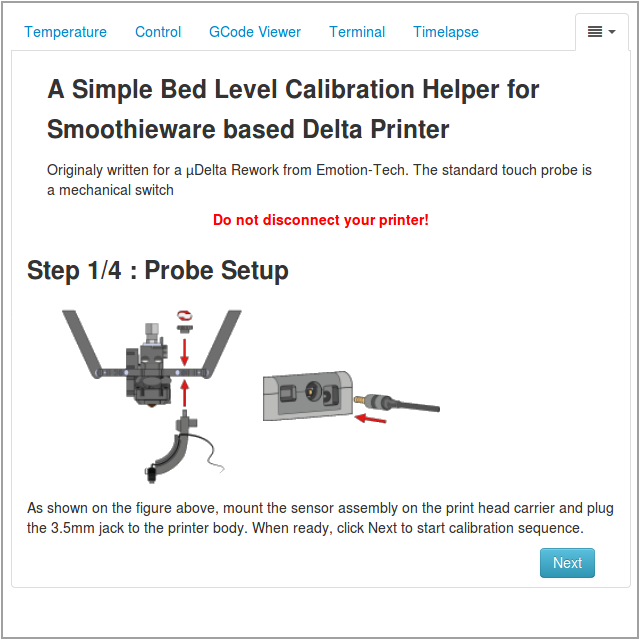 Temperature Control GCode Viewer Terminal Timelapse
A Simple Bed Level Calibration Helper for
Smoothieware based Delta Printer
Originaly written for a µDelta Rework from Emotion-Tech. The standard touch probe is
a mechanical switch
Do not disconnect your printer!
Step 1/4 : Probe Setup
As shown on the figure above, mount the sensor assembly on the print head carrier and plug
the 3.5mm jack to the printer body. When ready, click Next to start calibration sequence.
Next